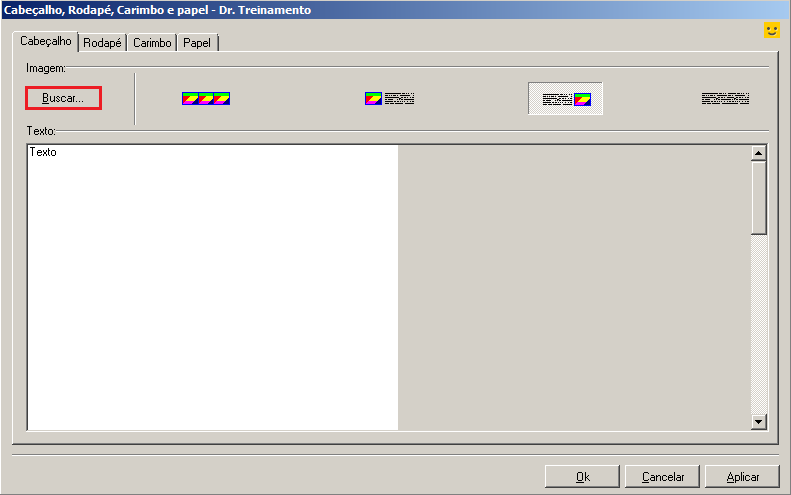 Cabeçalho, Rodapé, Carimbo e papel - Dr. Treinamento
Cabeçalho Rodapé Carimbo Papel
Imagem:
Buscar...
Texto:
Texto
Ok Cancelar Aplicar